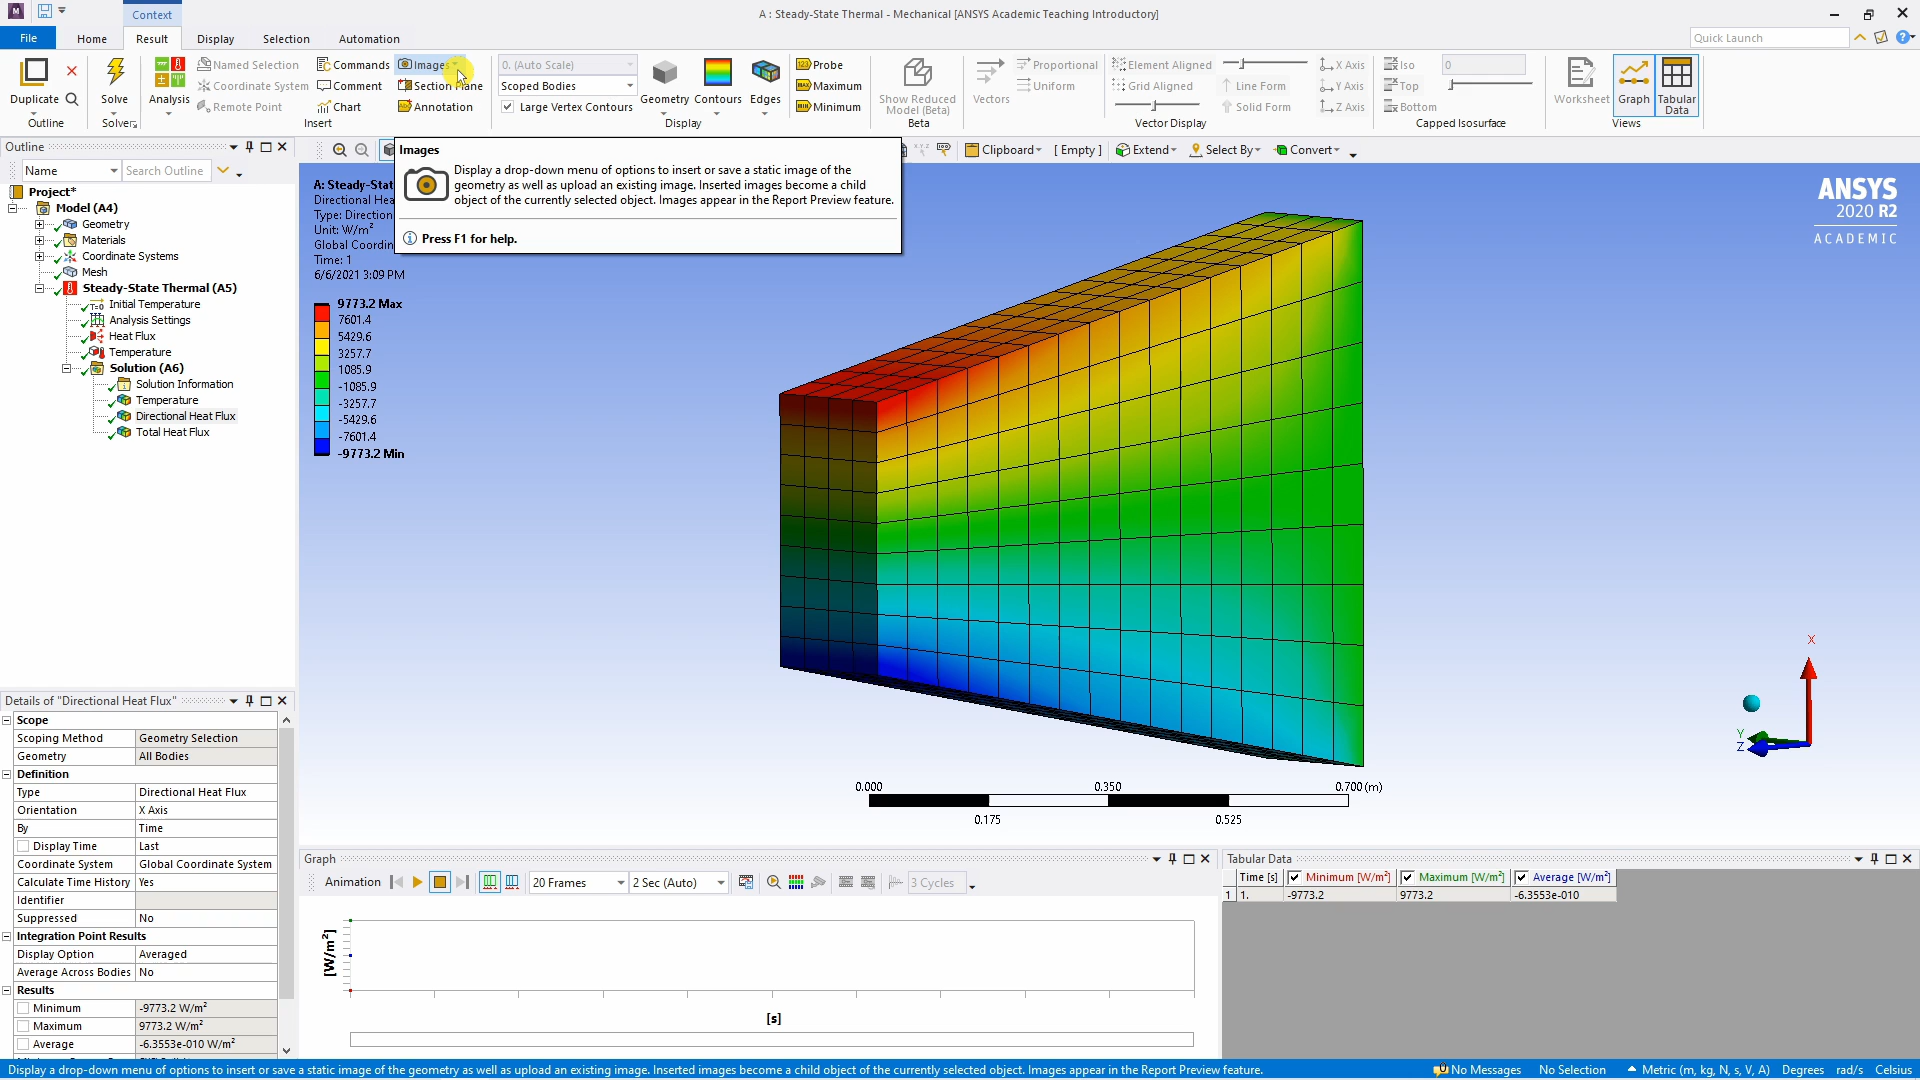 Context
A : Steady-State Thermal - Mechanical [ANSYS Academic Teaching Introductory]
File
Home
Result
Display
Selection
Automation
Quick Launch
Duplicate
Outline
Solve
Solver
Analysis
Named Selection
Coordinate System
Remote Point
Commands
Comment
Chart
Images
Section Plane
Annotation
Insert
0. (Auto Scale)
Scoped Bodies
Large Vertex Contours
Geometry
Contours
Edges
Display
Probe
Maximum
Minimum
Show Reduced
Model (Beta)
Beta
Vectors
Proportional
Uniform
Element Aligned
Grid Aligned
Line Form
Solid Form
X Axis
Y Axis
Z Axis
Vector Display
Iso
Top
Bottom
0
Capped Isosurface
Worksheet
Graph
Tabular
Data
Views
Outline
Name
Search Outline
Clipboard
[ Empty ]
Extend
Select By
Convert
Images
Display a drop-down menu of options to insert or save a static image of the
geometry as well as upload an existing image. Inserted images become a child
object of the currently selected object. Images appear in the Report Preview feature.
Press F1 for help.
Project*
Model (A4)
Geometry
Materials
Coordinate Systems
Mesh
Steady-State Thermal (A5)
Initial Temperature
Analysis Settings
Heat Flux
Temperature
Solution (A6)
Solution Information
Temperature
Directional Heat Flux
Total Heat Flux
A: Steady-Stat
Directional Hea
Type: Direction
Unit: W/m²
Global Coordin
Time: 1
6/6/2021 3:09 PM
9773.2 Max
7601.4
5429.6
3257.7
1085.9
-1085.9
-3257.7
-5429.6
-7601.4
-9773.2 Min
ANSYS
2020 R2
ACADEMIC
X
Y
Z
0.000
0.350
0.700 (m)
0.175
0.525
Details of "Directional Heat Flux"
Scope
Scoping Method Geometry Selection
Geometry All Bodies
Definition
Type Directional Heat Flux
Orientation X Axis
By Time
Display Time Last
Coordinate System Global Coordinate System
Calculate Time History Yes
Identifier
Suppressed No
Integration Point Results
Display Option Averaged
Average Across Bodies No
Results
Minimum -9773.2 W/m²
Maximum 9773.2 W/m²
Average -6.3553e-010 W/m²
Graph
Animation
20 Frames
2 Sec (Auto)
3 Cycles
[W/m²]
[s]
Tabular Data
Time [s] Minimum [W/m²] Maximum [W/m²] Average [W/m²]
1 1. -9773.2 9773.2 -6.3553e-010
Display a drop-down menu of options to insert or save a static image of the geometry as well as upload an existing image. Inserted images become a child object of the currently selected object. Images appear in the Report Preview feature.
No Messages
No Selection
Metric (m, kg, N, s, V, A)
Degrees
rad/s
Celsius